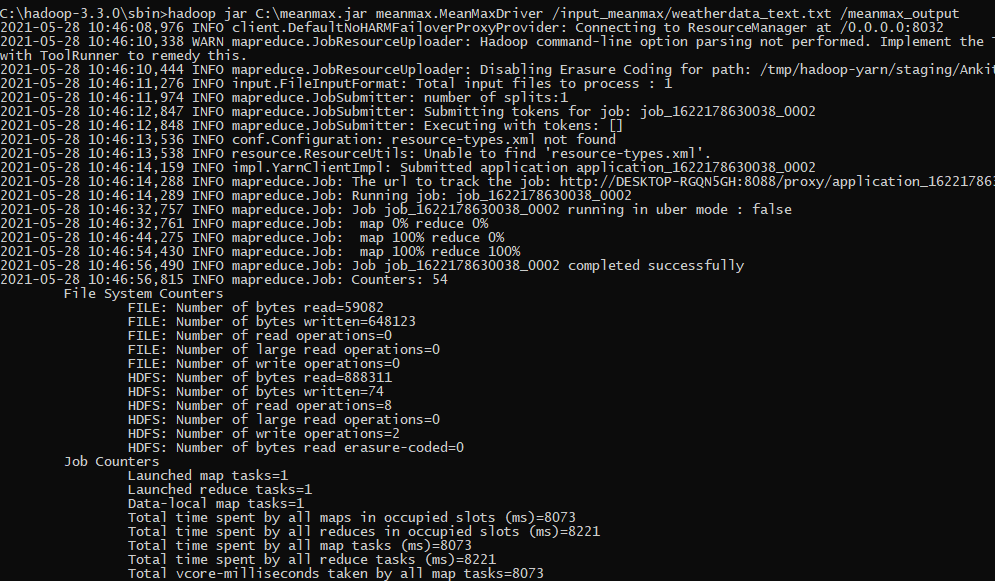 C:\hadoop-3.3.0\sbin>hadoop jar C:\meanmax.jar meanmax.MeanMaxDriver /input_meanmax/weatherdata_text.txt /meanmax_output
2021-05-28 10:46:08,976 INFO client.DefaultNoHARMFailoverProxyProvider: Connecting to ResourceManager at /0.0.0.0:8032
2021-05-28 10:46:10,338 WARN mapreduce.JobResourceUploader: Hadoop command-line option parsing not performed. Implement the
with ToolRunner to remedy this.
2021-05-28 10:46:10,444 INFO mapreduce.JobResourceUploader: Disabling Erasure Coding for path: /tmp/hadoop-yarn/staging/Ankit
2021-05-28 10:46:11,276 INFO input.FileInputFormat: Total input files to process : 1
2021-05-28 10:46:11,974 INFO mapreduce.JobSubmitter: number of splits:1
2021-05-28 10:46:12,847 INFO mapreduce.JobSubmitter: Submitting tokens for job: job_1622178630038_0002
2021-05-28 10:46:12,848 INFO mapreduce.JobSubmitter: Executing with tokens: []
2021-05-28 10:46:13,536 INFO conf.Configuration: resource-types.xml not found
2021-05-28 10:46:13,538 INFO resource.ResourceUtils: Unable to find 'resource-types.xml'.
2021-05-28 10:46:14,159 INFO impl.YarnClientImpl: Submitted application application_1622178630038_0002
2021-05-28 10:46:14,288 INFO mapreduce.Job: The url to track the job: http://DESKTOP-RGQN5GH:8088/proxy/application_162217863
2021-05-28 10:46:14,289 INFO mapreduce.Job: Running job: job_1622178630038_0002
2021-05-28 10:46:32,757 INFO mapreduce.Job: Job job_1622178630038_0002 running in uber mode : false
2021-05-28 10:46:32,761 INFO mapreduce.Job:  map 0% reduce 0%
2021-05-28 10:46:44,275 INFO mapreduce.Job:  map 100% reduce 0%
2021-05-28 10:46:54,430 INFO mapreduce.Job:  map 100% reduce 100%
2021-05-28 10:46:56,490 INFO mapreduce.Job: Job job_1622178630038_0002 completed successfully
2021-05-28 10:46:56,815 INFO mapreduce.Job: Counters: 54
File System Counters
FILE: Number of bytes read=59082
FILE: Number of bytes written=648123
FILE: Number of read operations=0
FILE: Number of large read operations=0
FILE: Number of write operations=0
HDFS: Number of bytes read=888311
HDFS: Number of bytes written=74
HDFS: Number of read operations=8
HDFS: Number of large read operations=0
HDFS: Number of write operations=2
HDFS: Number of bytes read erasure-coded=0
Job Counters
Launched map tasks=1
Launched reduce tasks=1
Data-local map tasks=1
Total time spent by all maps in occupied slots (ms)=8073
Total time spent by all reduces in occupied slots (ms)=8221
Total time spent by all map tasks (ms)=8073
Total time spent by all reduce tasks (ms)=8221
Total vcore-milliseconds taken by all map tasks=8073